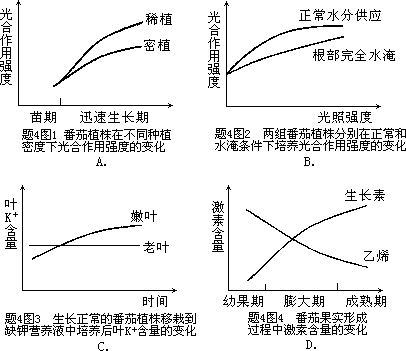 光合作用强度
稀植
密植
苗期 迅速生长期
题4图1 番茄植株在不同种植
密度下光合作用强度的变化
A.
光合作用强度
正常水分供应
根部完全水淹
光照强度
题4图2 两组番茄植株分别在正常和
水淹条件下培养光合作用强度的变化
B.
叶K+含量
嫩叶
老叶
时间
题4图3 生长正常的番茄植株移栽到
缺钾营养液中培养后叶K+含量的变化
C.
激素含量
生长素
乙烯
幼果期 膨大期 成熟期
题4图4 番茄果实形成
过程中激素含量的变化
D.